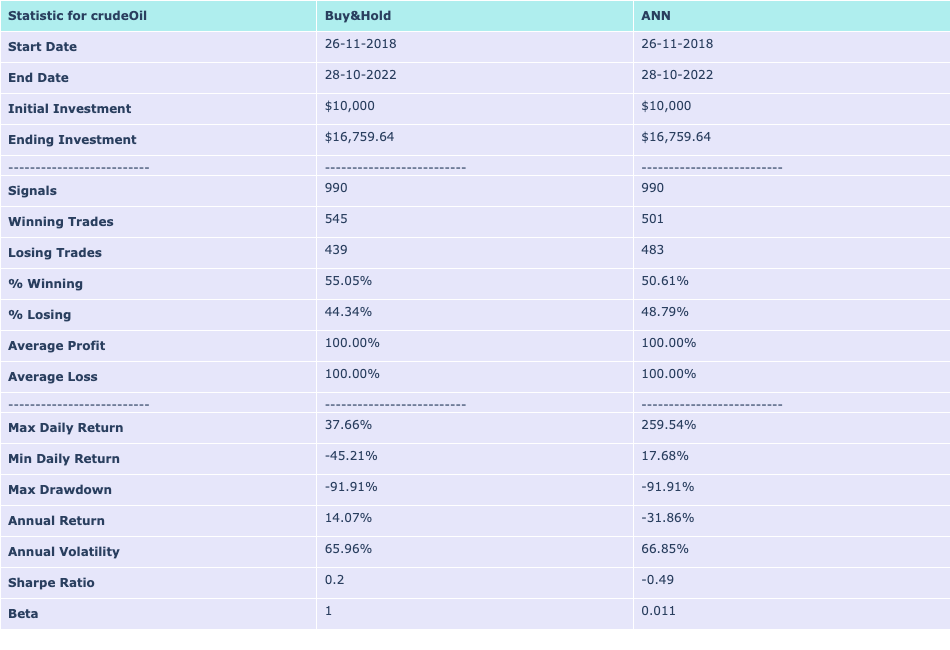 Statistic for crudeOil Buy&Hold ANN
Start Date 26-11-2018 26-11-2018
End Date 28-10-2022 28-10-2022
Initial Investment $10,000 $10,000
Ending Investment $16,759.64 $16,759.64
-------------------------- -------------------------- --------------------------
Signals 990 990
Winning Trades 545 501
Losing Trades 439 483
% Winning 55.05% 50.61%
% Losing 44.34% 48.79%
Average Profit 100.00% 100.00%
Average Loss 100.00% 100.00%
-------------------------- -------------------------- --------------------------
Max Daily Return 37.66% 259.54%
Min Daily Return -45.21% 17.68%
Max Drawdown -91.91% -91.91%
Annual Return 14.07% -31.86%
Annual Volatility 65.96% 66.85%
Sharpe Ratio 0.2 -0.49
Beta 1 0.011